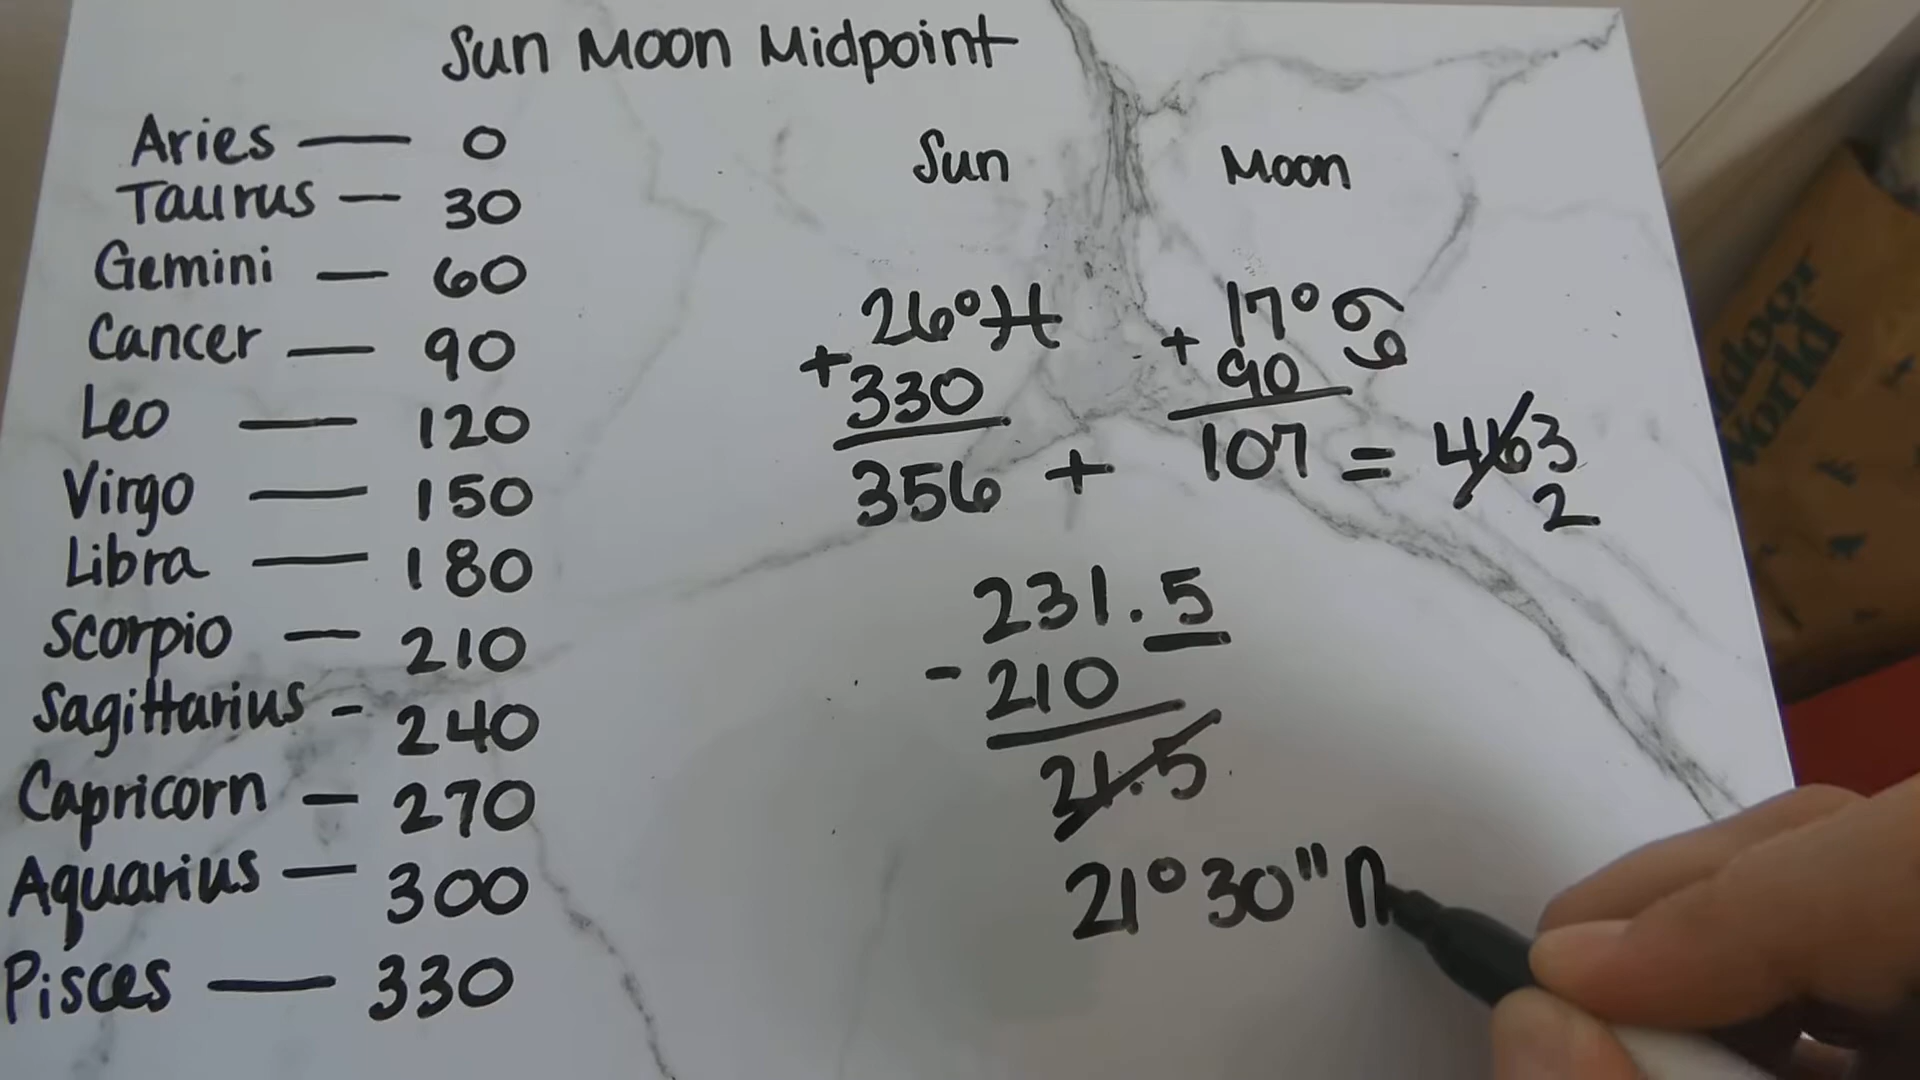 Sun Moon Midpoint
Aries — 0
Taurus — 30
Gemini — 60
Cancer — 90
Leo — 120
Virgo — 150
Libra — 180
Scorpio — 210
Sagittarius - 240
Capricorn — 270
Aquarius — 300
Pisces — 330
Sun Moon
26°♓ 17°♋
+ 330 + 90
356 + 107 = 463
2
231.5
- 210
21.5
21°30"
World